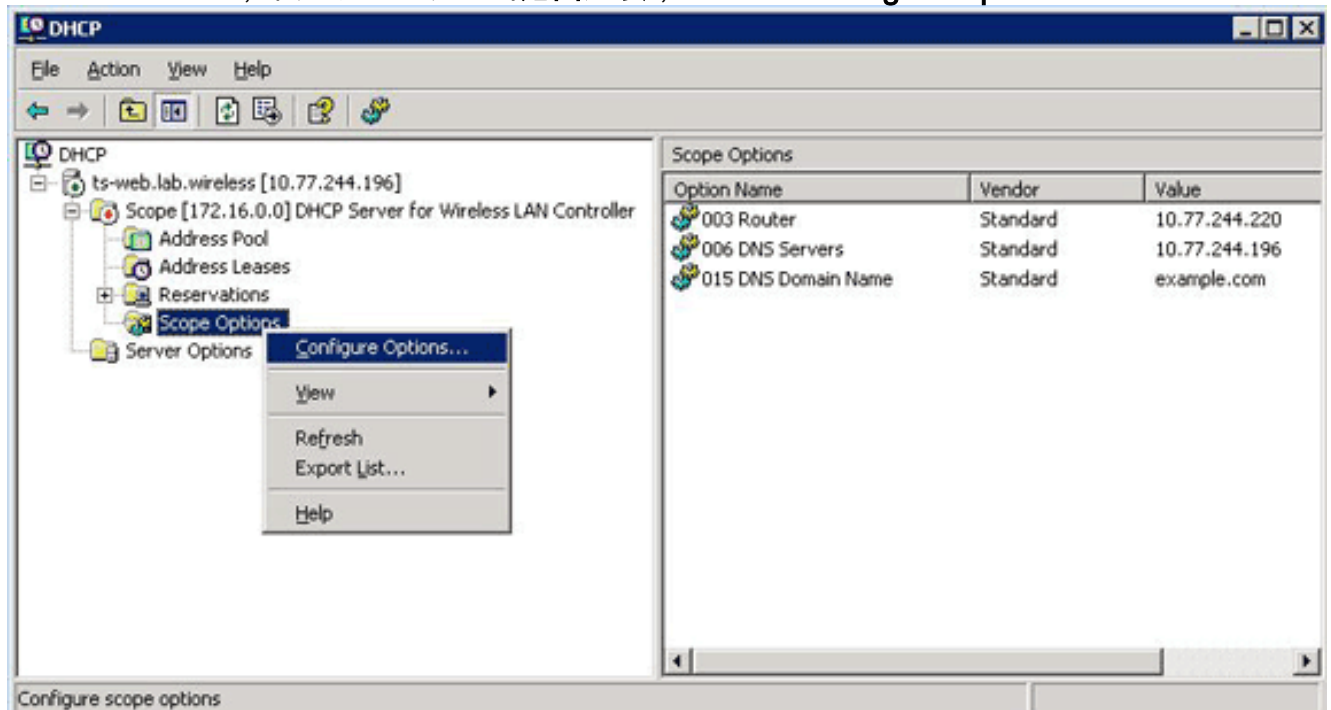 DHCP
File Action View Help
DHCP
ts-web.lab.wireless [10.77.244.196]
Scope [172.16.0.0] DHCP Server for Wireless LAN Controller
Address Pool
Address Leases
Reservations
Scope Options
Server Options
Configure Options...
View
Refresh
Export List...
Help
Scope Options
Option Name Vendor Value
003 Router Standard 10.77.244.220
006 DNS Servers Standard 10.77.244.196
015 DNS Domain Name Standard example.com
Configure scope options